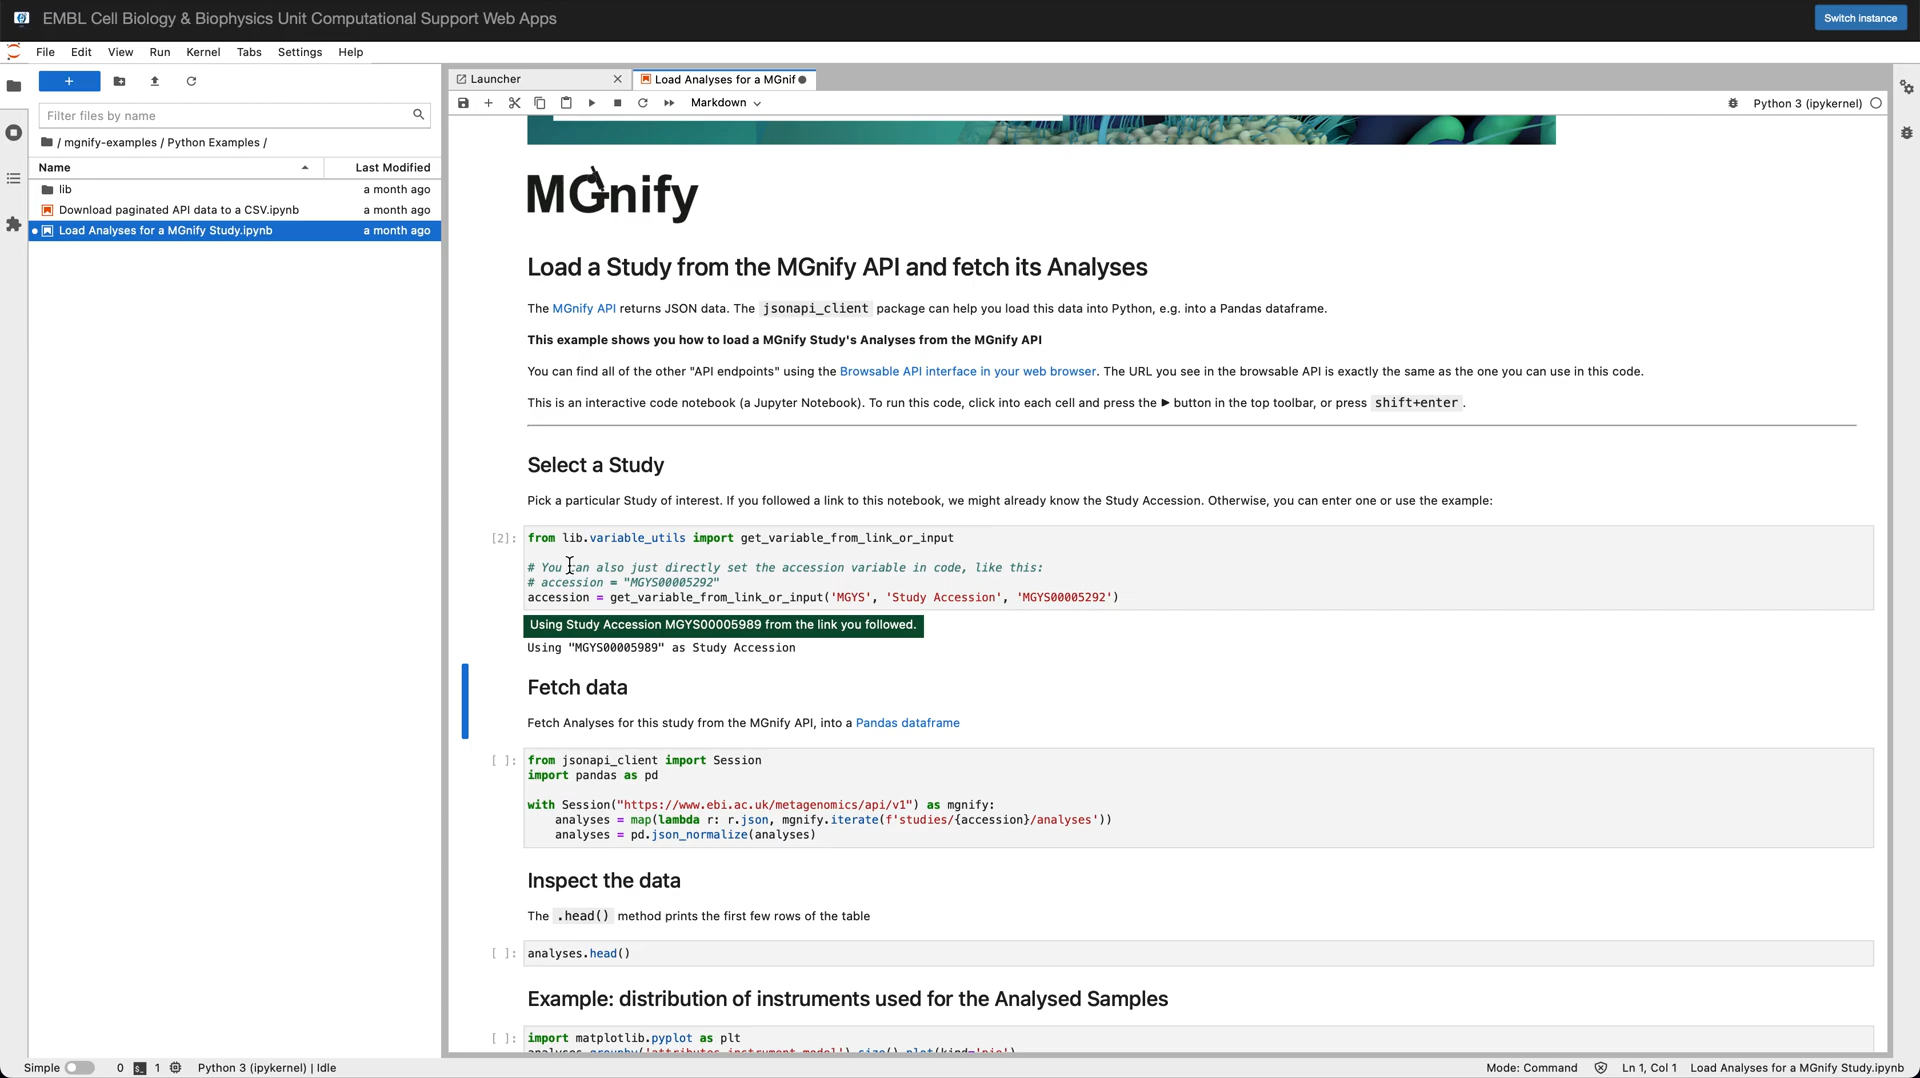 EMBL Cell Biology & Biophysics Unit Computational Support Web Apps
Switch instance
File Edit View Run Kernel Tabs Settings Help
+
Filter files by name
/ mgnify-examples / Python Examples /
Name Last Modified
lib a month ago
Download paginated API data to a CSV.ipynb a month ago
Load Analyses for a MGnify Study.ipynb a month ago
Launcher
Load Analyses for a MGnif
Markdown
Python 3 (ipykernel)
MGnify
Load a Study from the MGnify API and fetch its Analyses
The MGnify API returns JSON data. The jsonapi_client package can help you load this data into Python, e.g. into a Pandas dataframe.
This example shows you how to load a MGnify Study's Analyses from the MGnify API
You can find all of the other "API endpoints" using the Browsable API interface in your web browser. The URL you see in the browsable API is exactly the same as the one you can use in this code.
This is an interactive code notebook (a Jupyter Notebook). To run this code, click into each cell and press the ▶ button in the top toolbar, or press shift+enter.
Select a Study
Pick a particular Study of interest. If you followed a link to this notebook, we might already know the Study Accession. Otherwise, you can enter one or use the example:
[2]: from lib.variable_utils import get_variable_from_link_or_input
# You can also just directly set the accession variable in code, like this:
# accession = "MGYS00005292"
accession = get_variable_from_link_or_input('MGYS', 'Study Accession', 'MGYS00005292')
Using Study Accession MGYS00005989 from the link you followed.
Using "MGYS00005989" as Study Accession
Fetch data
Fetch Analyses for this study from the MGnify API, into a Pandas dataframe
[ ]: from jsonapi_client import Session
import pandas as pd
with Session("https://www.ebi.ac.uk/metagenomics/api/v1") as mgnify:
analyses = map(lambda r: r.json, mgnify.iterate(f'studies/{accession}/analyses'))
analyses = pd.json_normalize(analyses)
Inspect the data
The .head() method prints the first few rows of the table
[ ]: analyses.head()
Example: distribution of instruments used for the Analysed Samples
[ ]: import matplotlib.pyplot as plt
analyses.groupby('attributes.instrument-model').size().plot(kind='pie')
Simple 0 1 Python 3 (ipykernel) | Idle
Mode: Command Ln 1, Col 1 Load Analyses for a MGnify Study.ipynb